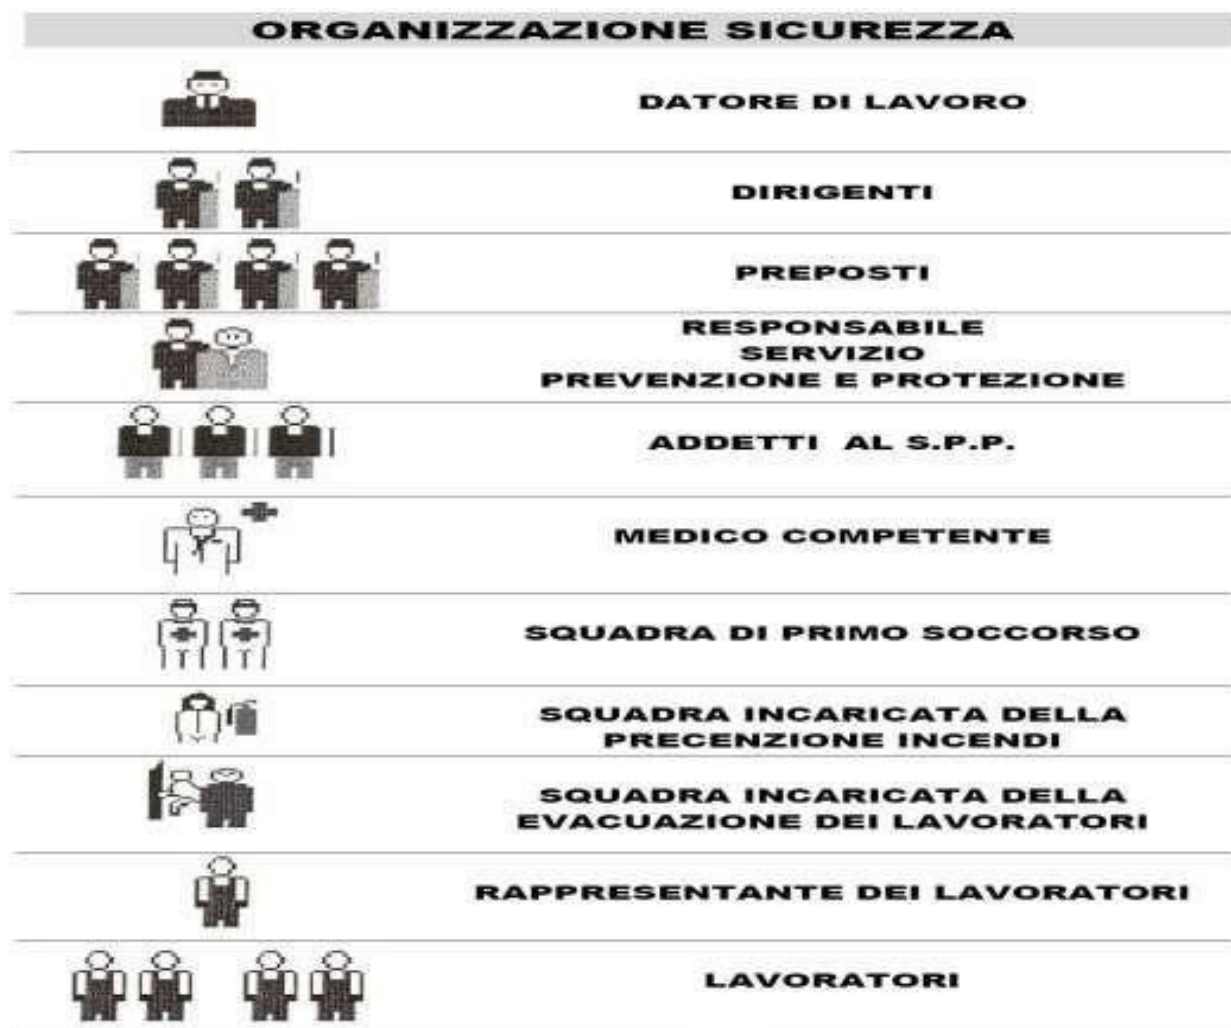 ORGANIZZAZIONE SICUREZZA
DATORE DI LAVORO
DIRIGENTI
PREPOSTI
RESPONSABILE
SERVIZIO
PREVENZIONE E PROTEZIONE
ADDETTI AL S.P.P.
MEDICO COMPETENTE
SQUADRA DI PRIMO SOCCORSO
SQUADRA INCARICATA DELLA
PRECENZIONE INCENDI
SQUADRA INCARICATA DELLA
EVACUAZIONE DEI LAVORATORI
RAPPRESENTANTE DEI LAVORATORI
LAVORATORI